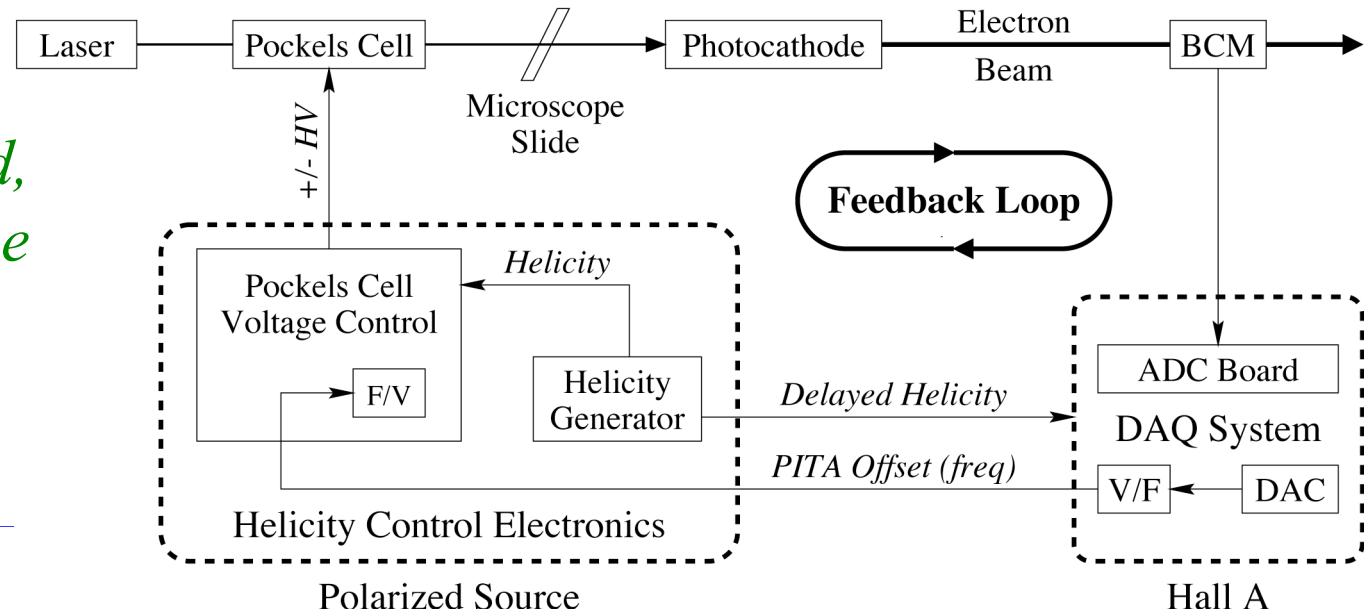 Laser
Pockels Cell
Photocathode
Electron
Beam
BCM
Microscope
Slide
+/- HV
d,
e
Feedback Loop
Pockels Cell
Voltage Control
Helicity
F/V
Helicity
Generator
Delayed Helicity
PITA Offset (freq)
ADC Board
DAQ System
V/F
DAC
Helicity Control Electronics
Polarized Source
Hall A